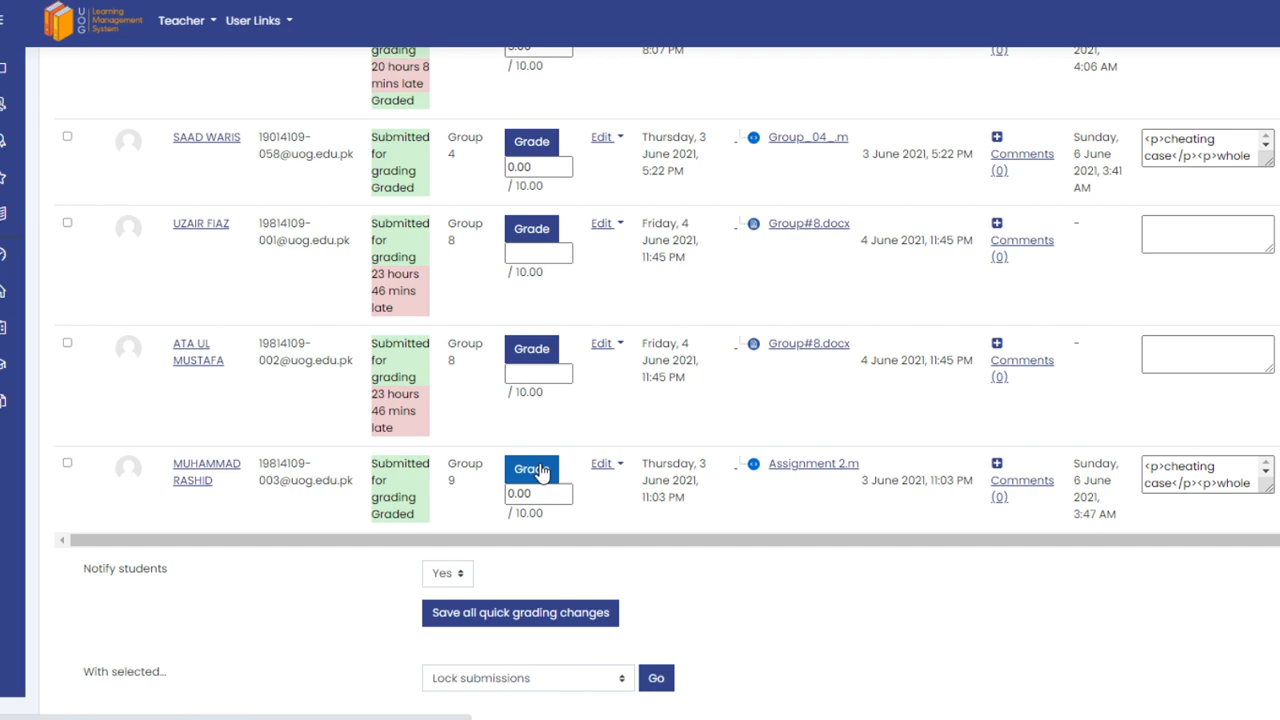 UOG Learning Management System
Teacher
User Links
grading
20 hours 8
mins late
Graded
/ 10.00
8:07 PM
(0)
2021,
4:06 AM
SAAD WARIS
19014109-
058@uog.edu.pk
Submitted
for
grading
Graded
Group
4
Grade
0.00
/ 10.00
Edit
Thursday, 3
June 2021,
5:22 PM
Group_04_.m
3 June 2021, 5:22 PM
Comments
(0)
Sunday,
6 June
2021, 3:41
AM
<p>cheating
case</p><p>whole
UZAIR FIAZ
19814109-
001@uog.edu.pk
Submitted
for
grading
23 hours
46 mins
late
Group
8
Grade
/ 10.00
Edit
Friday, 4
June 2021,
11:45 PM
Group#8.docx
4 June 2021, 11:45 PM
Comments
(0)
-
ATA UL
MUSTAFA
19814109-
002@uog.edu.pk
Submitted
for
grading
23 hours
46 mins
late
Group
8
Grade
/ 10.00
Edit
Friday, 4
June 2021,
11:45 PM
Group#8.docx
4 June 2021, 11:45 PM
Comments
(0)
-
MUHAMMAD
RASHID
19814109-
003@uog.edu.pk
Submitted
for
grading
Graded
Group
9
Grade
0.00
/ 10.00
Edit
Thursday, 3
June 2021,
11:03 PM
Assignment 2.m
3 June 2021, 11:03 PM
Comments
(0)
Sunday,
6 June
2021,
3:47 AM
<p>cheating
case</p><p>whole
Notify students
Yes
Save all quick grading changes
With selected...
Lock submissions
Go